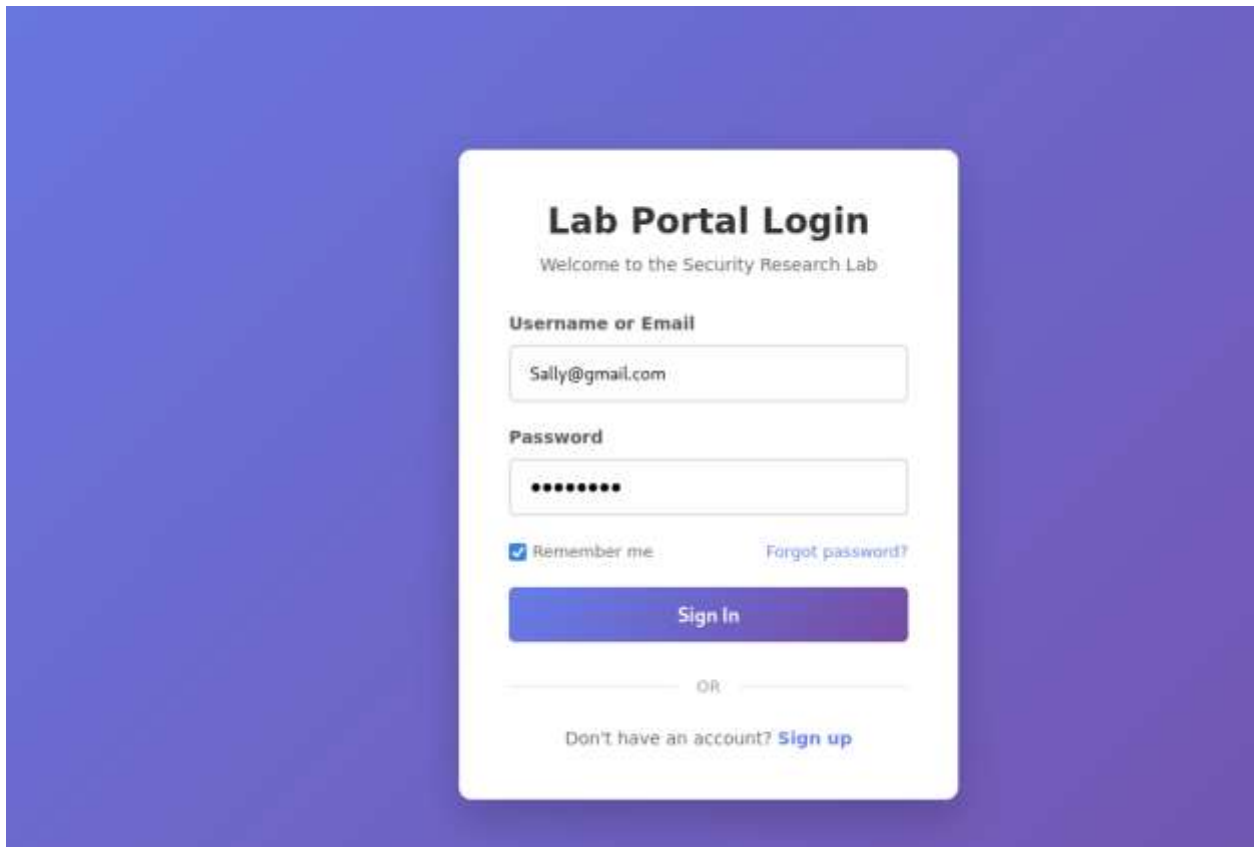 Lab Portal Login
Welcome to the Security Research Lab
Username or Email
Sally@gmail.com
Password
••••••••
Remember me Forgot password?
Sign In
OR
Don't have an account? Sign up